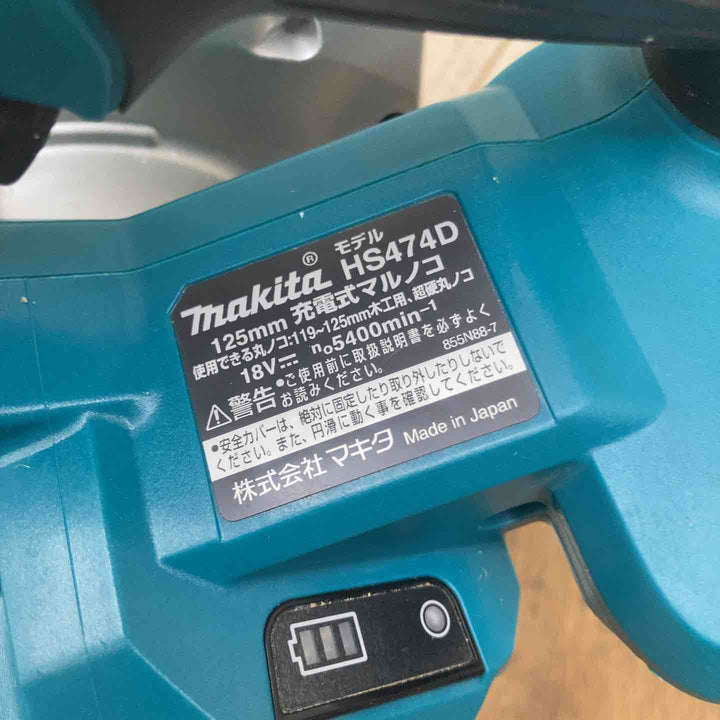 モデル
makita® HS474D
125mm 充電式マルノコ
使用できる丸ノコ:119~125mm木工用、超硬丸ノコ
18V⎓ n₀5400min⁻¹
⚠警告 •ご使用前に取扱説明書を必ずよく
お読みください。
855N88-7
•安全カバーは、絶対に固定したり取り外したりしないで
ください。また、円滑に動く事を確認してください。
株式会社 マキタ Made in Japan